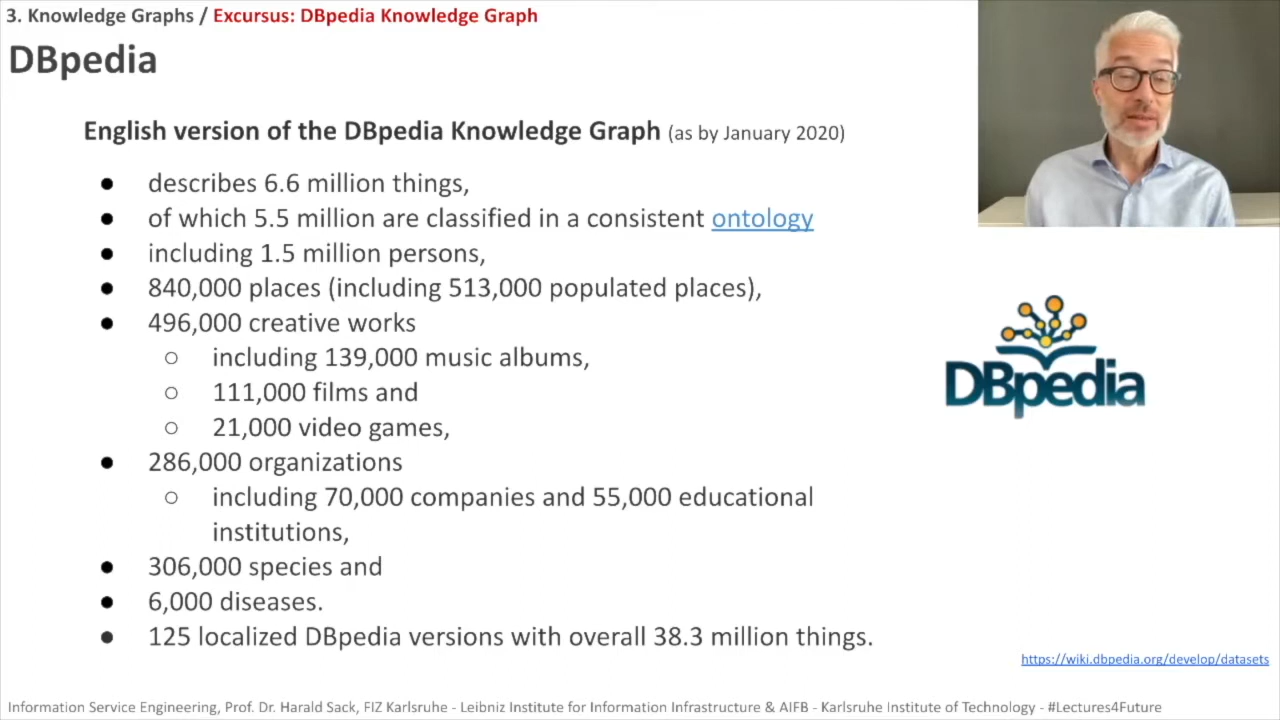 3. Knowledge Graphs / Excursus: DBpedia Knowledge Graph
DBpedia
English version of the DBpedia Knowledge Graph (as by January 2020)
● describes 6.6 million things,
● of which 5.5 million are classified in a consistent ontology
● including 1.5 million persons,
● 840,000 places (including 513,000 populated places),
● 496,000 creative works
○ including 139,000 music albums,
○ 111,000 films and
○ 21,000 video games,
● 286,000 organizations
○ including 70,000 companies and 55,000 educational
institutions,
● 306,000 species and
● 6,000 diseases.
● 125 localized DBpedia versions with overall 38.3 million things.
DBpedia
https://wiki.dbpedia.org/develop/datasets
Information Service Engineering, Prof. Dr. Harald Sack, FIZ Karlsruhe - Leibniz Institute for Information Infrastructure & AIFB - Karlsruhe Institute of Technology - #Lectures4Future